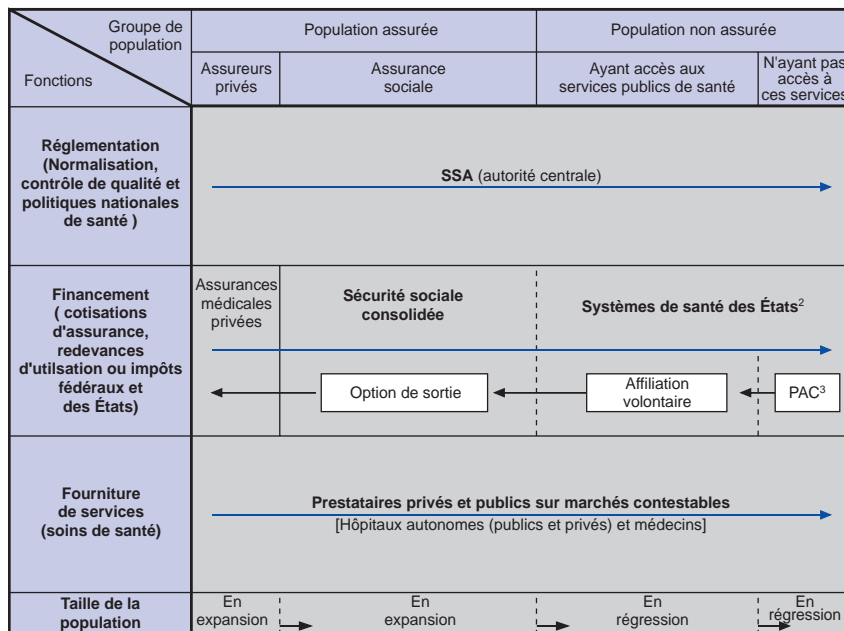 Groupe de
population
Fonctions
Population assurée
Population non assurée
Assureurs
privés
Assurance
sociale
Ayant accès aux
services publics de santé
N'ayant pas
accès à
ces services
Réglementation
(Normalisation,
contrôle de qualité et
politiques nationales
de santé )
SSA (autorité centrale)
Financement
( cotisations
d'assurance,
redevances
d'utilsation ou impôts
fédéraux et
des États)
Assurances
médicales
privées
Sécurité sociale
consolidée
Systèmes de santé des États²
Option de sortie
Affiliation
volontaire
PAC³
Fourniture
de services
(soins de santé)
Prestataires privés et publics sur marchés contestables
[Hôpitaux autonomes (publics et privés) et médecins]
Taille de la
population
En
expansion
En
expansion
En
régression
En
régression